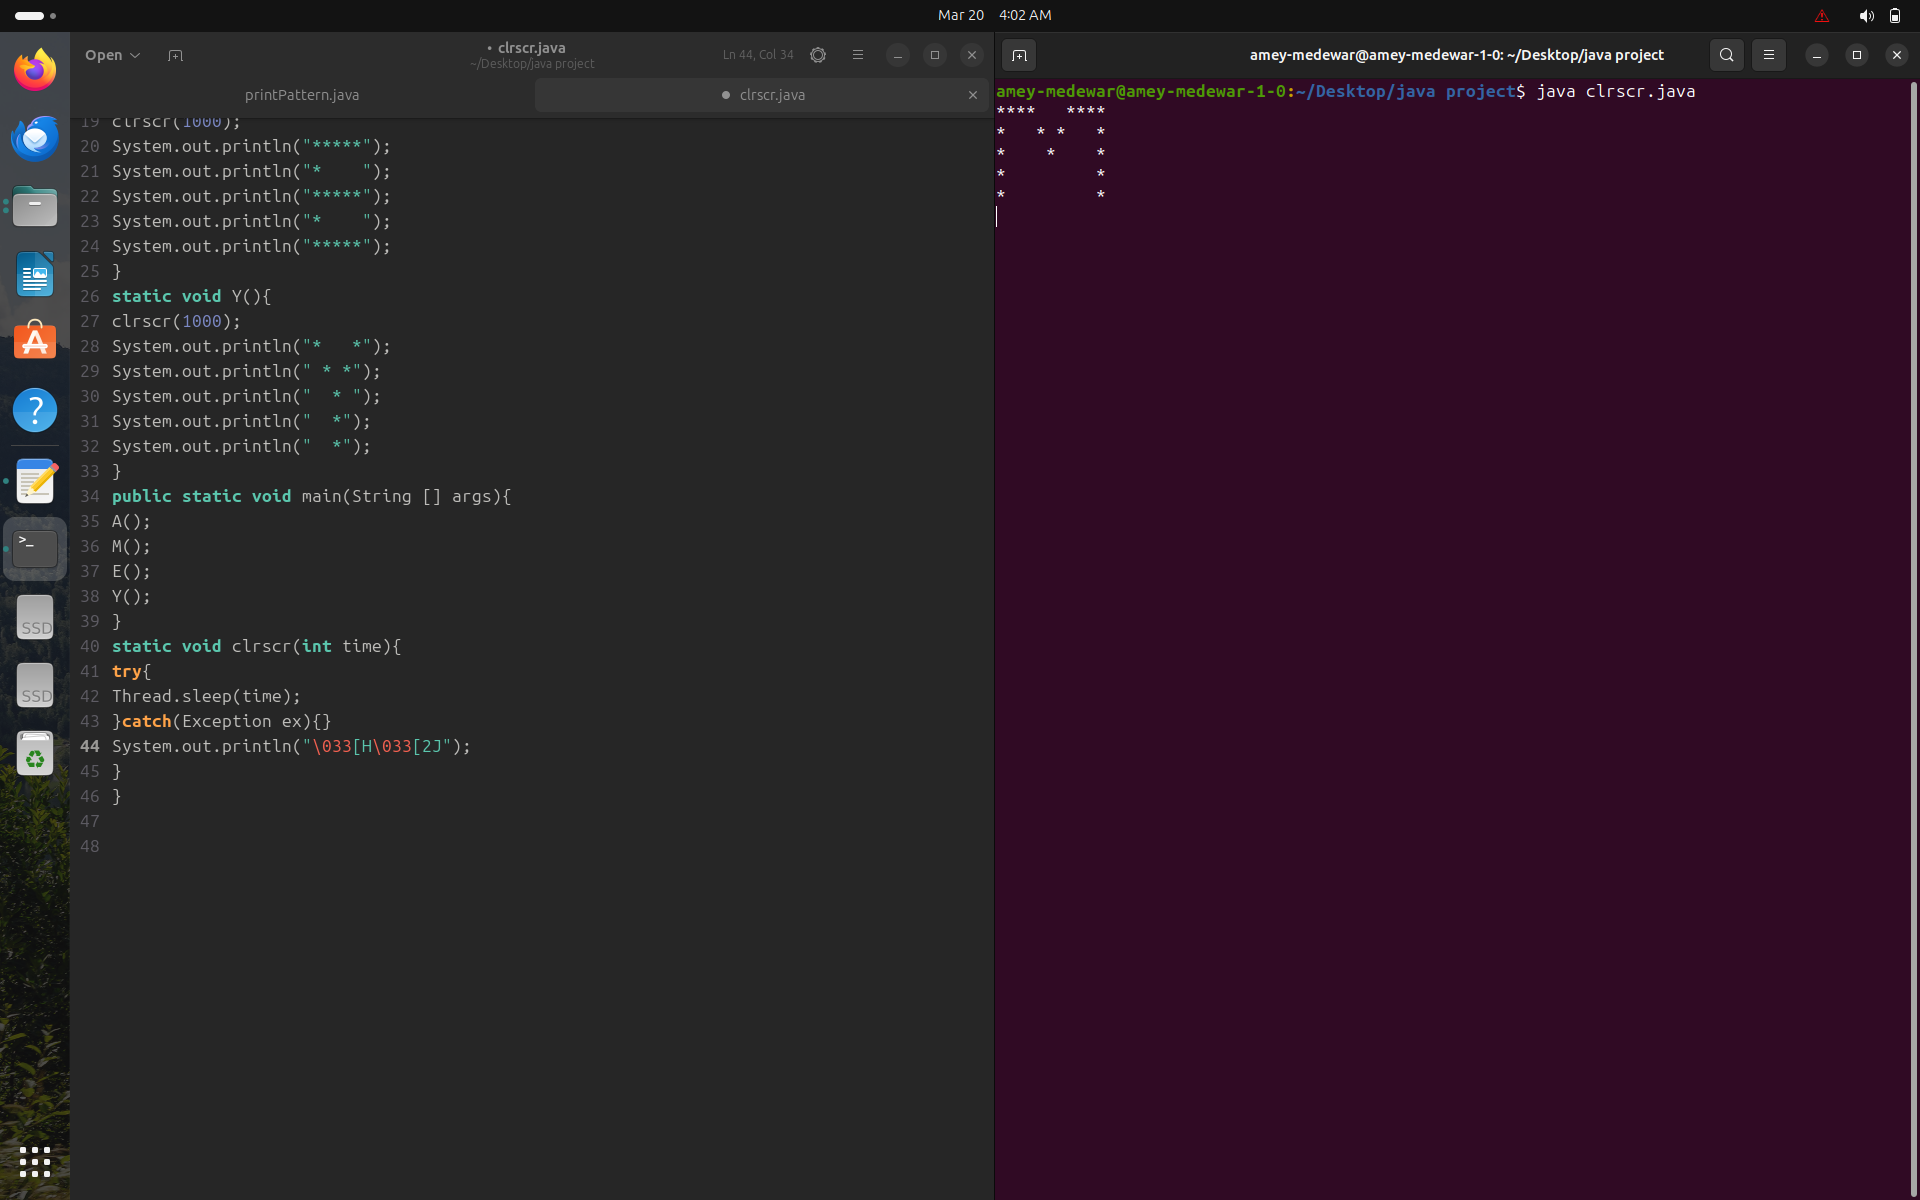 Mar 20 4:02 AM
Open
• clrscr.java
~/Desktop/java project
Ln 44, Col 34
printPattern.java
clrscr.java
19 clrscr(1000);
20 System.out.println("*****");
21 System.out.println("*    ");
22 System.out.println("*****");
23 System.out.println("*    ");
24 System.out.println("*****");
25 }
26 static void Y(){
27 clrscr(1000);
28 System.out.println("*   *");
29 System.out.println(" * *");
30 System.out.println("  * ");
31 System.out.println("  *");
32 System.out.println("  *");
33 }
34 public static void main(String [] args){
35 A();
36 M();
37 E();
38 Y();
39 }
40 static void clrscr(int time){
41 try{
42 Thread.sleep(time);
43 }catch(Exception ex){}
44 System.out.println("\033[H\033[2J");
45 }
46 }
47
48
SSD
SSD
amey-medewar@amey-medewar-1-0: ~/Desktop/java project
amey-medewar@amey-medewar-1-0:~/Desktop/java project$ java clrscr.java
****   ****
*   * *   *
*    *    *
*         *
*         *